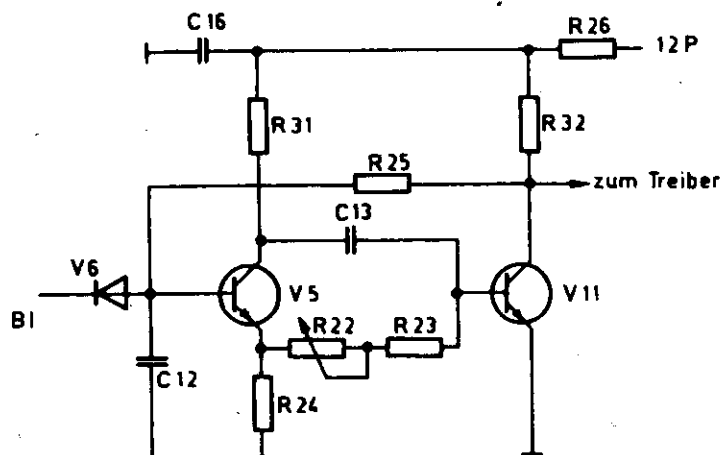 C16
R26
12P
R31
R32
R25
zum Treiber
C13
V6
V5
V11
BI
R22
R23
C12
R24